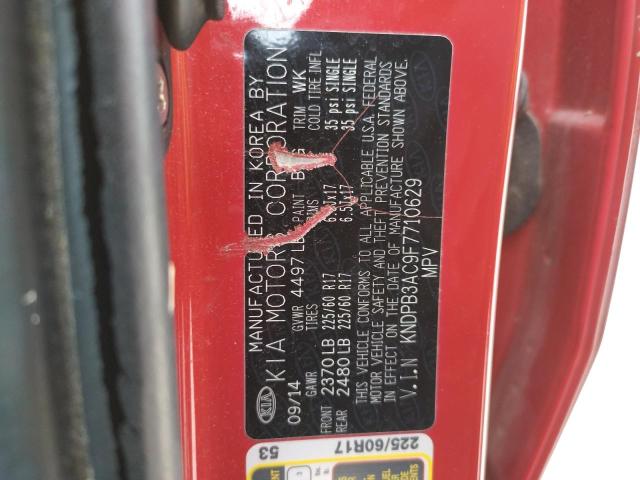 MANUFACTURED IN KOREA BY
KIA KIA MOTORS CORPORATION
09/14 GVWR 4497 LB PAINT TRIM WK
GAWR TIRES RIMS COLD TIRE INFL
FRONT 2370 LB 225/60 R17 35 psi SINGLE
REAR 2480 LB 225/60 R17 6.5Jx17 35 psi SINGLE
THIS VEHICLE CONFORMS TO ALL APPLICABLE U.S.A. FEDERAL
MOTOR VEHICLE SAFETY AND THEFT PREVENTION STANDARDS
IN EFFECT ON THE DATE OF MANUFACTURE SHOWN ABOVE.
V.I.N KNDPB3AC9F7710629
MPV
53
225/60R17